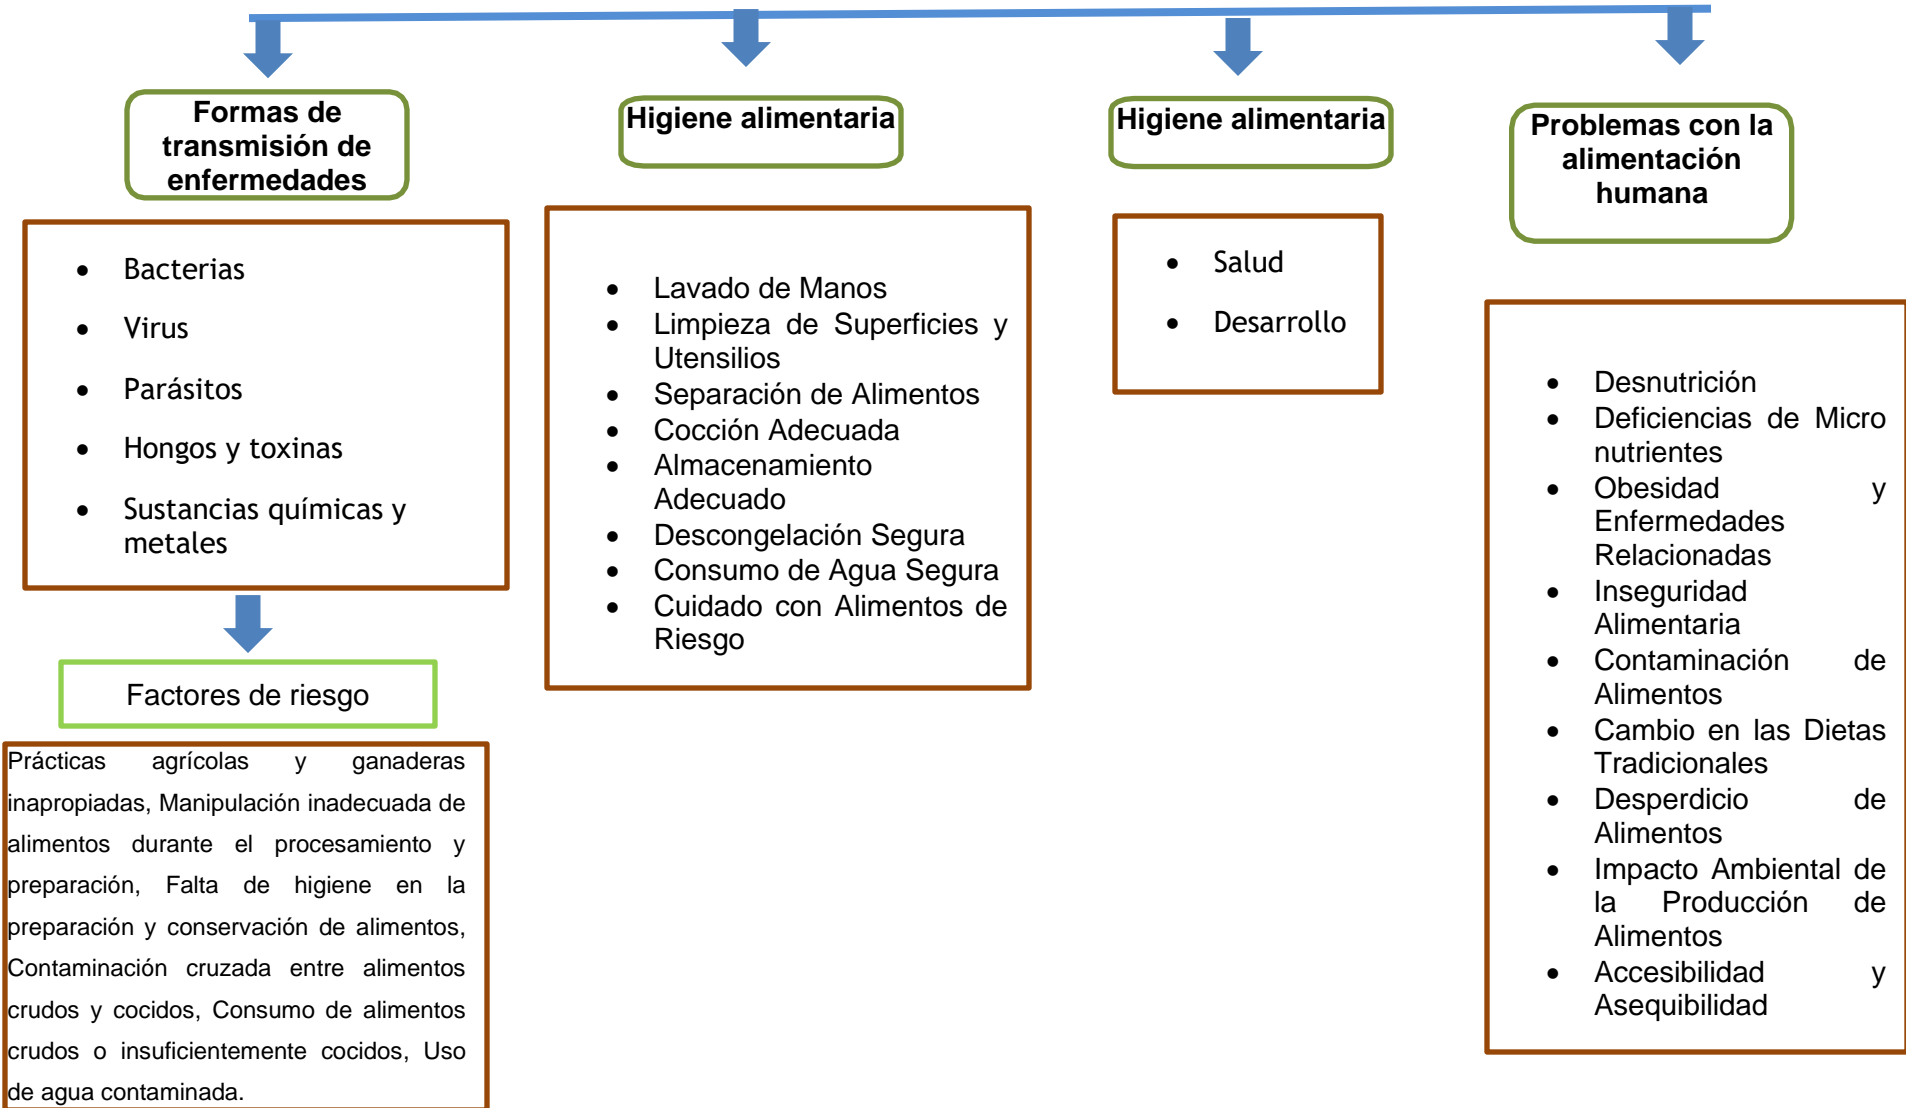 Formas de
transmisión de
enfermedades
• Bacterias
• Virus
• Parásitos
• Hongos y toxinas
• Sustancias químicas y
metales
Factores de riesgo
Prácticas agrícolas y ganaderas
inapropiadas, Manipulación inadecuada de
alimentos durante el procesamiento y
preparación, Falta de higiene en la
preparación y conservación de alimentos,
Contaminación cruzada entre alimentos
crudos y cocidos, Consumo de alimentos
crudos o insuficientemente cocidos, Uso
de agua contaminada.
Higiene alimentaria
• Lavado de Manos
• Limpieza de Superficies y
Utensilios
• Separación de Alimentos
• Cocción Adecuada
• Almacenamiento
Adecuado
• Descongelación Segura
• Consumo de Agua Segura
• Cuidado con Alimentos de
Riesgo
Higiene alimentaria
• Salud
• Desarrollo
Problemas con la
alimentación
humana
• Desnutrición
• Deficiencias de Micro
nutrientes
• Obesidad y
Enfermedades
Relacionadas
• Inseguridad
Alimentaria
• Contaminación de
Alimentos
• Cambio en las Dietas
Tradicionales
• Desperdicio de
Alimentos
• Impacto Ambiental de
la Producción de
Alimentos
• Accesibilidad y
Asequibilidad